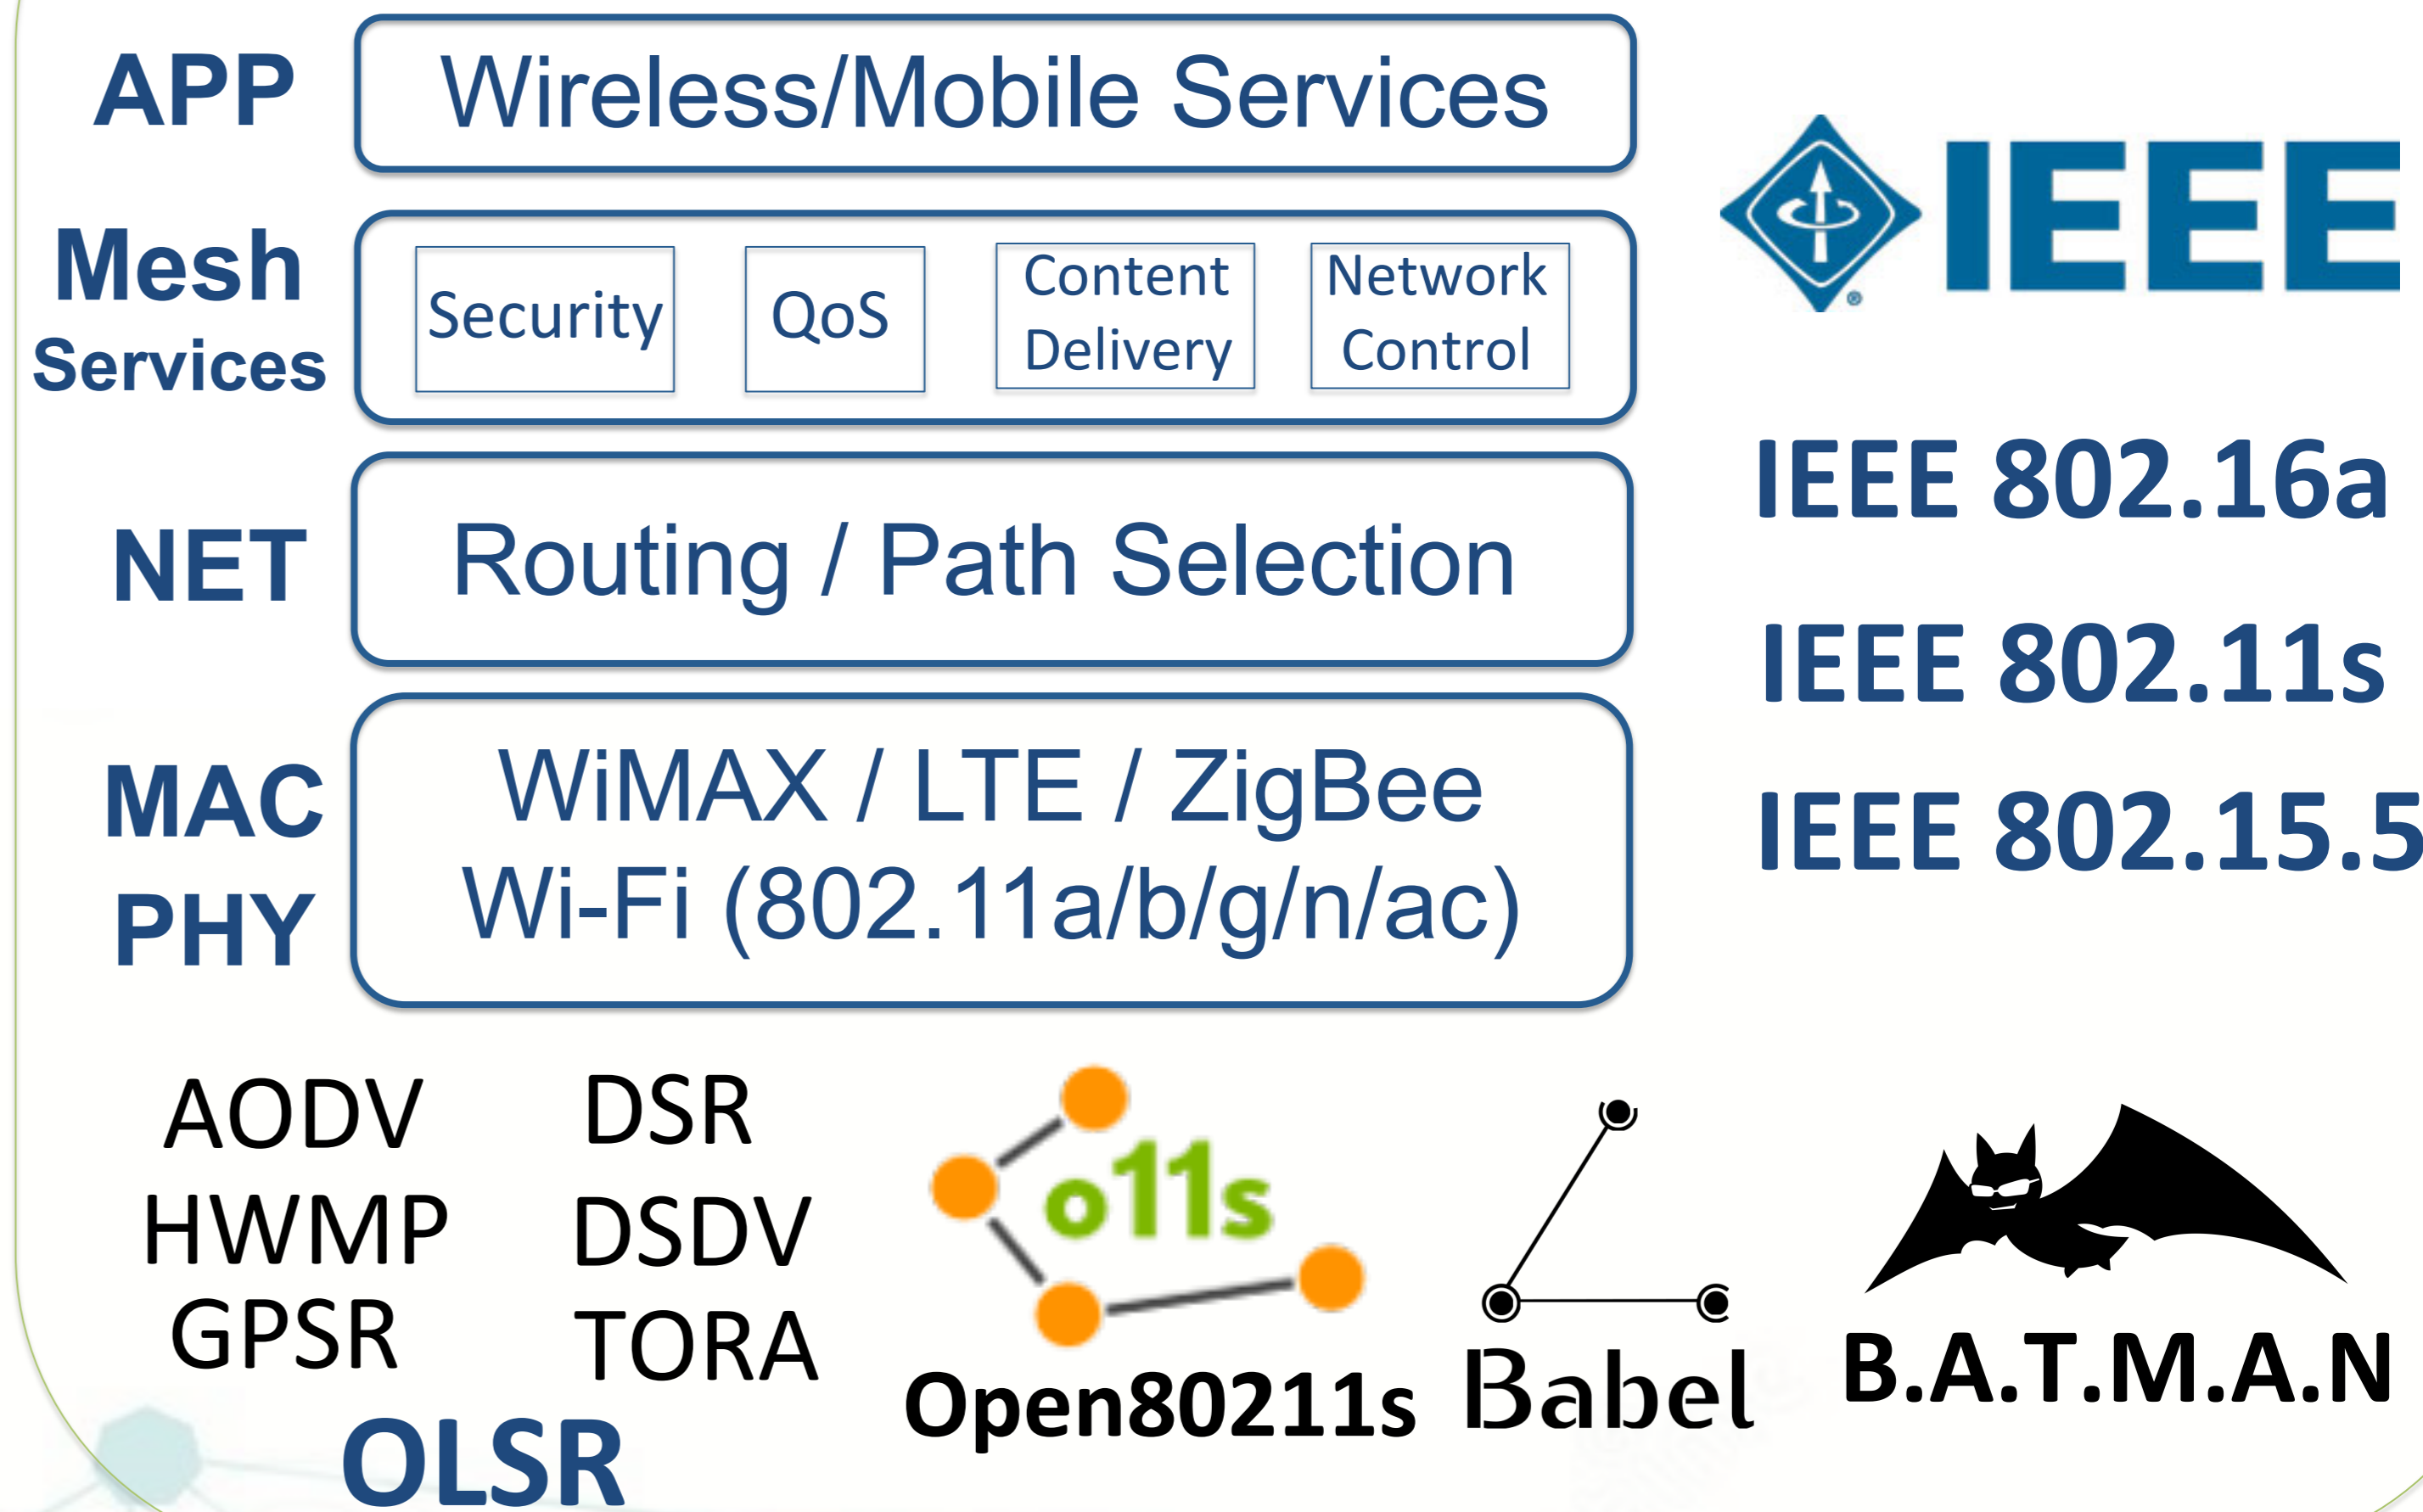 APP
Wireless/Mobile Services
IEEE
Mesh
Services
Security
QoS
Content
Delivery
Network
Control
IEEE 802.16a
NET
Routing / Path Selection
IEEE 802.11s
MAC
PHY
WiMAX / LTE / ZigBee
Wi-Fi (802.11a/b/g/n/ac)
IEEE 802.15.5
AODV
DSR
HWMP
DSDV
GPSR
TORA
OLSR
o11s
Open80211s
Babel
B.A.T.M.A.N